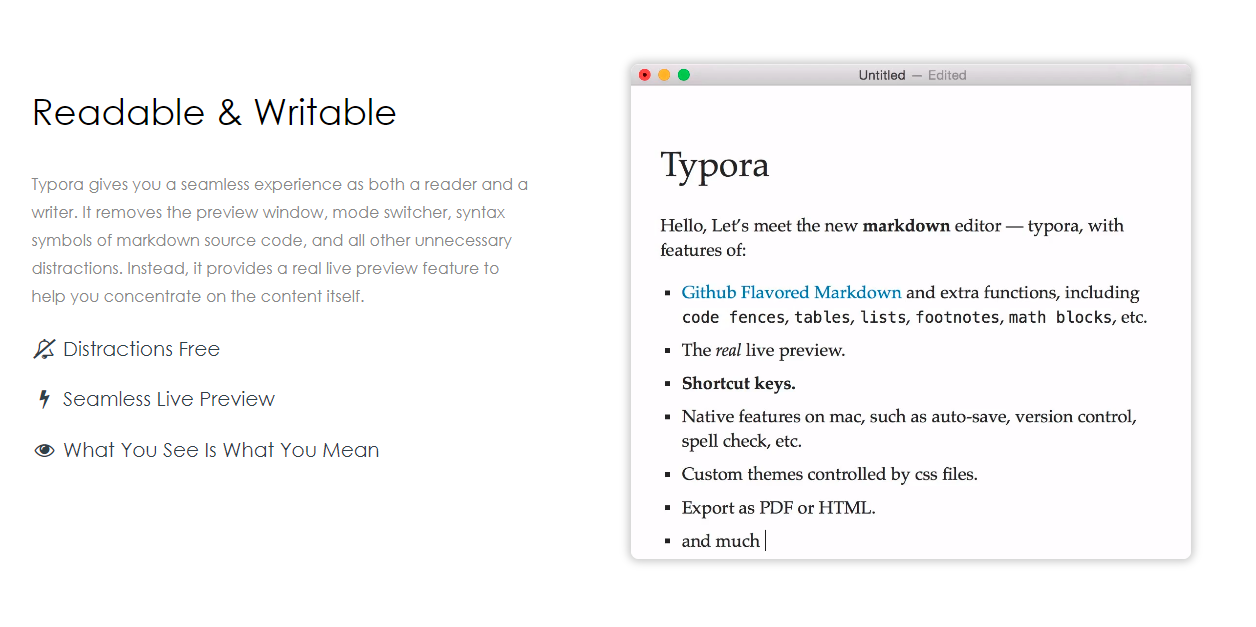 Readable & Writable
Typora gives you a seamless experience as both a reader and a
writer. It removes the preview window, mode switcher, syntax
symbols of markdown source code, and all other unnecessary
distractions. Instead, it provides a real live preview feature to
help you concentrate on the content itself.
Distractions Free
Seamless Live Preview
What You See Is What You Mean
Untitled — Edited
Typora
Hello, Let’s meet the new markdown editor — typora, with
features of:
▪ Github Flavored Markdown and extra functions, including
code fences, tables, lists, footnotes, math blocks, etc.
▪ The real live preview.
▪ Shortcut keys.
▪ Native features on mac, such as auto-save, version control,
spell check, etc.
▪ Custom themes controlled by css files.
▪ Export as PDF or HTML.
▪ and much